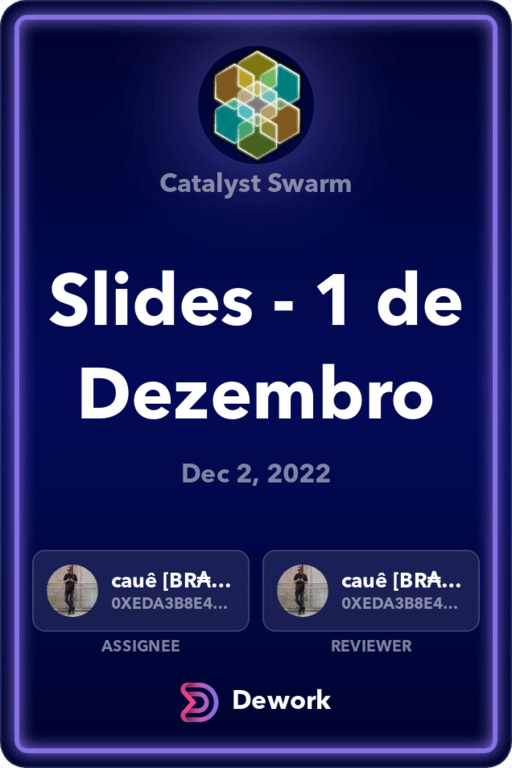 Catalyst Swarm
Slides - 1 de
Dezembro
Dec 2, 2022
cauê [BR₳...
0XEDA3B8E4...
ASSIGNEE
cauê [BR₳...
0XEDA3B8E4...
REVIEWER
Dework